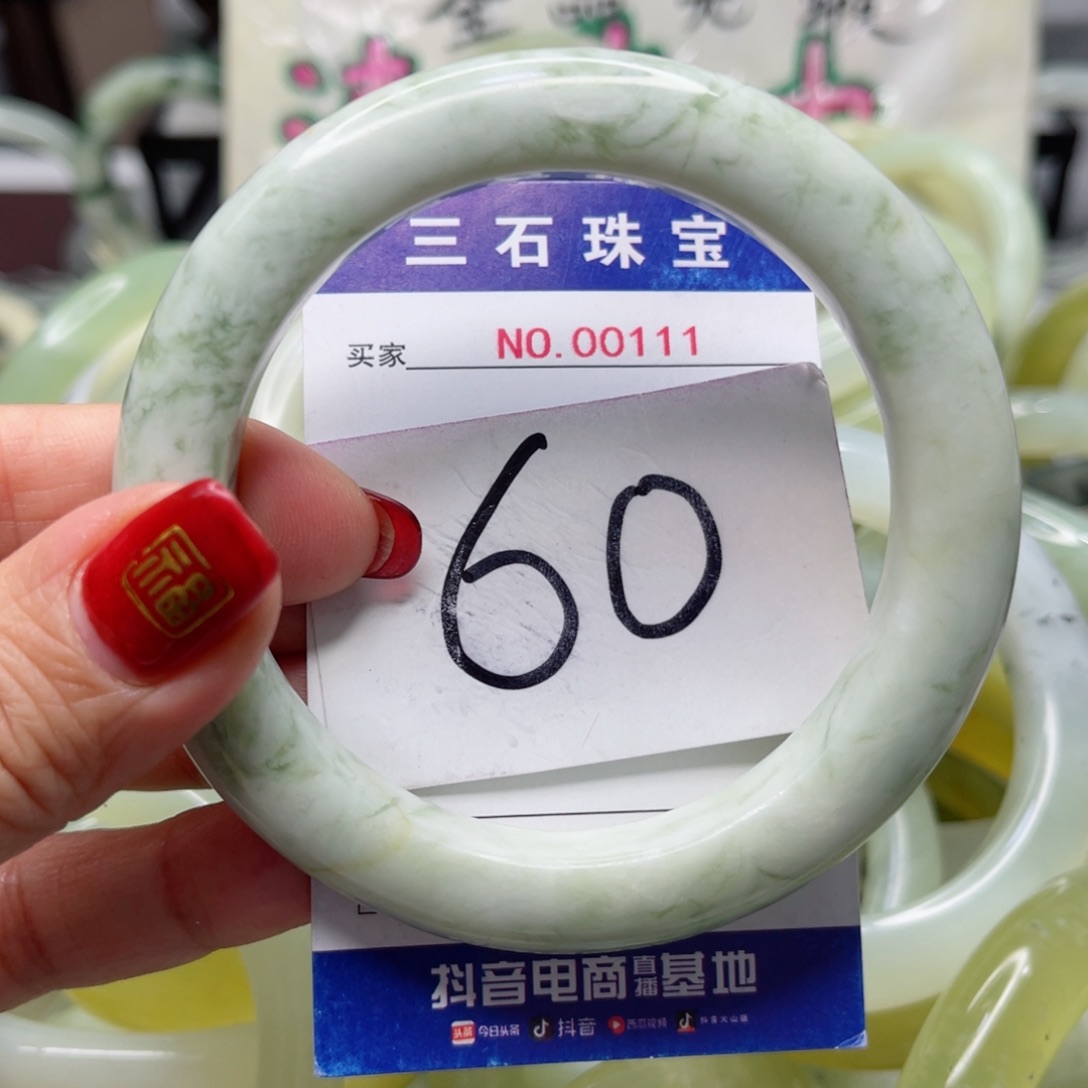 三石珠宝
买家 NO.00111
60
抖音电商直播基地
今日头条 抖音 西瓜视频 抖音火山版
福